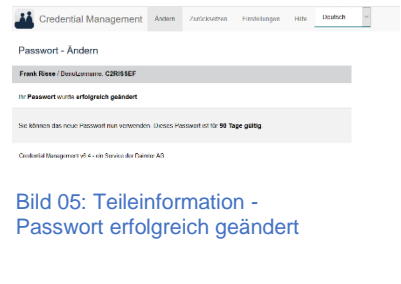 Credential Management Ändern Zurücksetzen Einstellungen Hilfe Deutsch
Passwort - Ändern
Frank Risse / Benutzername: C2RISSEF
Ihr Passwort wurde erfolgreich geändert
Sie können das neue Passwort nun verwenden. Dieses Passwort ist für 90 Tage gültig.
Credential Management v6.4 - ein Service der Daimler AG
Bild 05: Teileinformation -
Passwort erfolgreich geändert